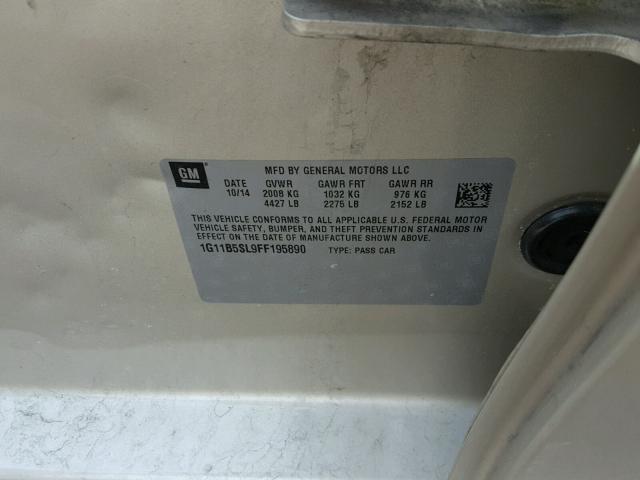 GM
MFD BY GENERAL MOTORS LLC
DATE GVWR GAWR FRT GAWR RR
10/14 2008 KG 1032 KG 976 KG
4427 LB 2275 LB 2152 LB
THIS VEHICLE CONFORMS TO ALL APPLICABLE U.S. FEDERAL MOTOR
VEHICLE SAFETY, BUMPER, AND THEFT PREVENTION STANDARDS
IN EFFECT ON THE DATE OF MANUFACTURE SHOWN ABOVE.
1G11B5SL9FF195890 TYPE: PASS CAR